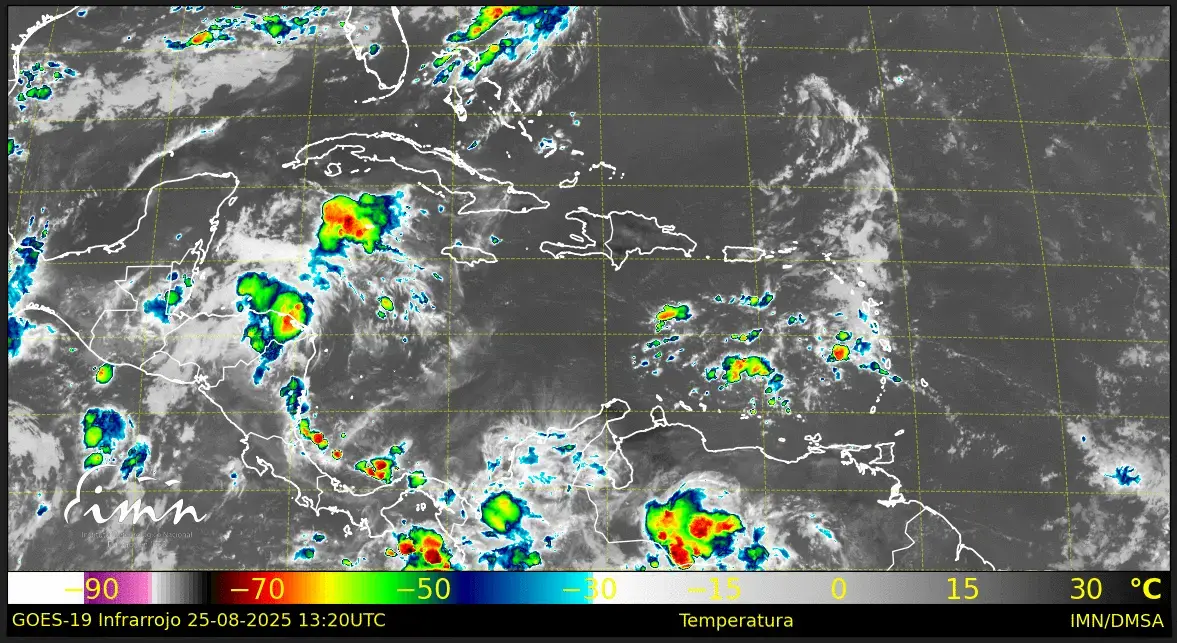 imn
−90 −70 −50 −30 −15 0 15 30 °C
GOES-19 Infrarrojo 25-08-2025 13:20UTC Temperatura IMN/DMSA